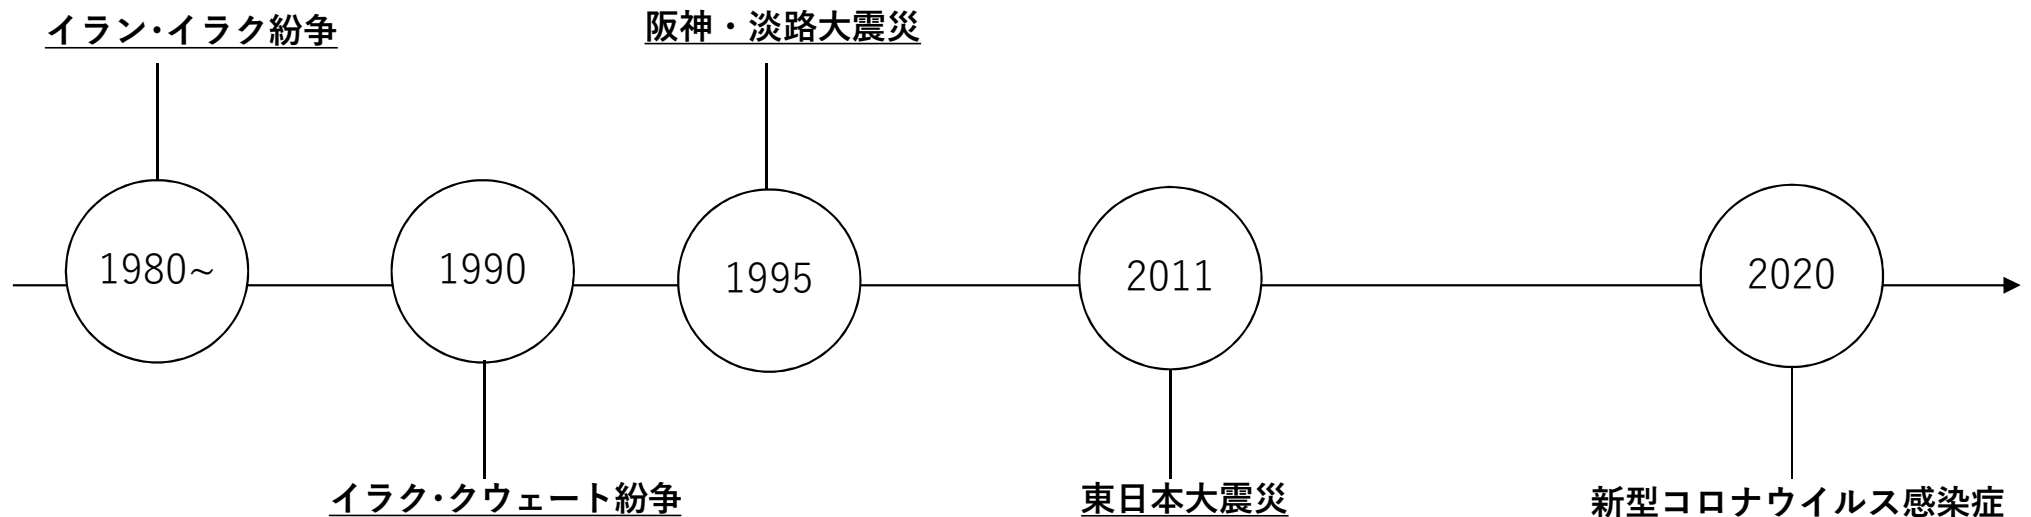 イラン・イラク紛争
阪神・淡路大震災
1980~
1990
1995
2011
2020
イラク・クウェート紛争
東日本大震災
新型コロナウイルス感染症